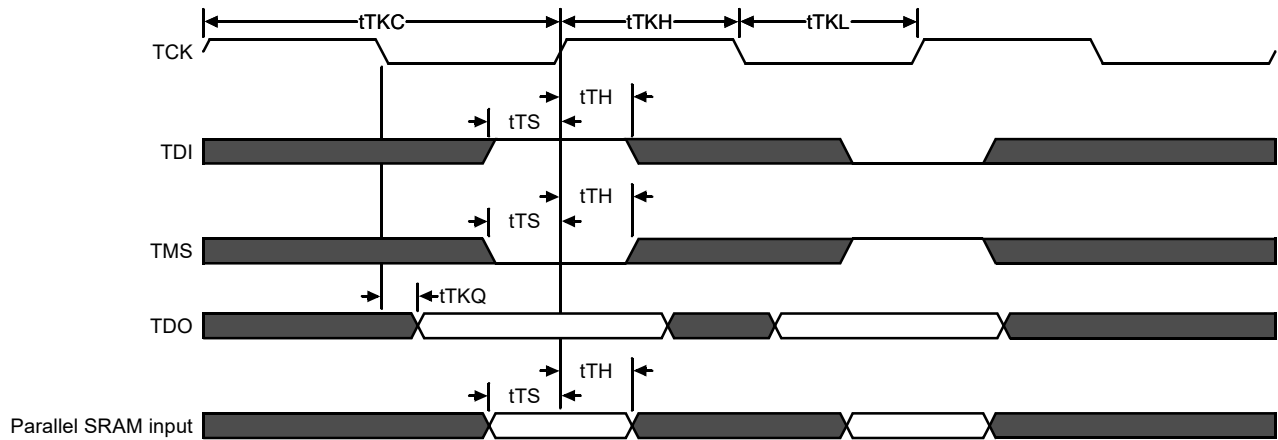 tTKC tTKH tTKL
TCK
tTH
tTS
TDI
tTH
tTS
TMS
tTKQ
TDO
tTH
tTS
Parallel SRAM input